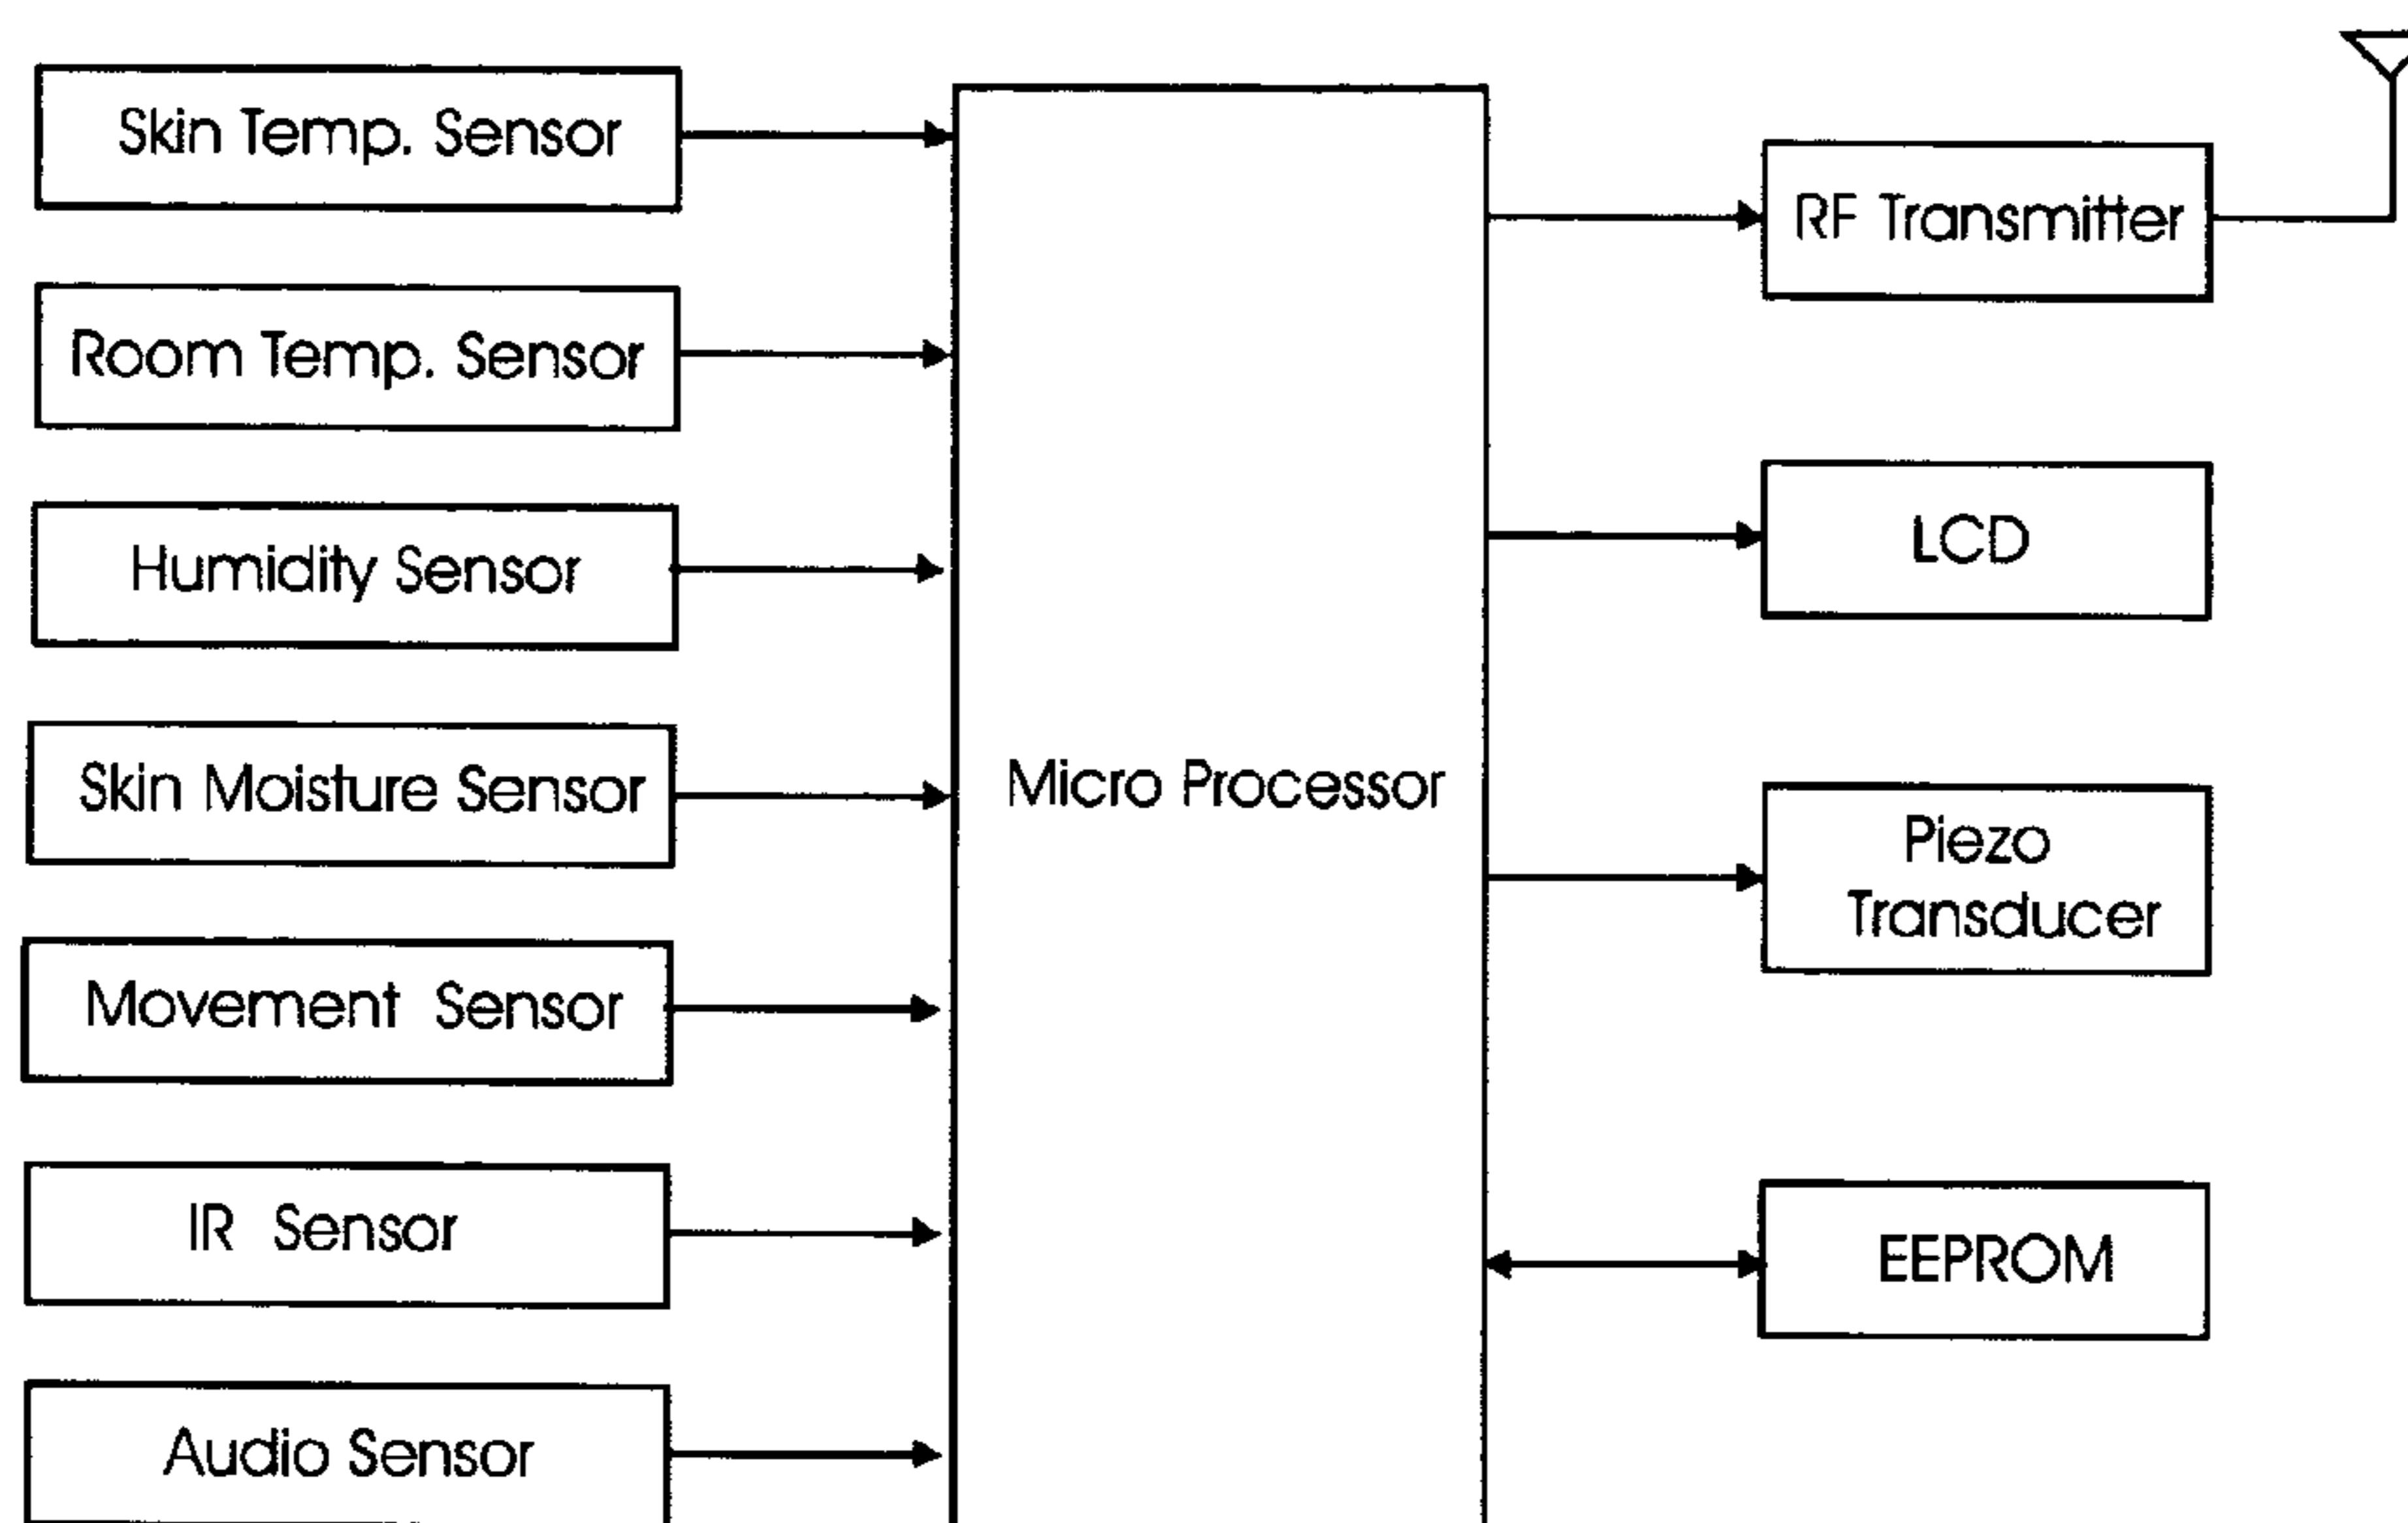 Skin Temp. Sensor
Room Temp. Sensor
Humidity Sensor
Skin Moisture Sensor
Movement Sensor
IR Sensor
Audio Sensor
Micro Processor
RF Transmitter
LCD
Piezo
Transducer
EEPROM